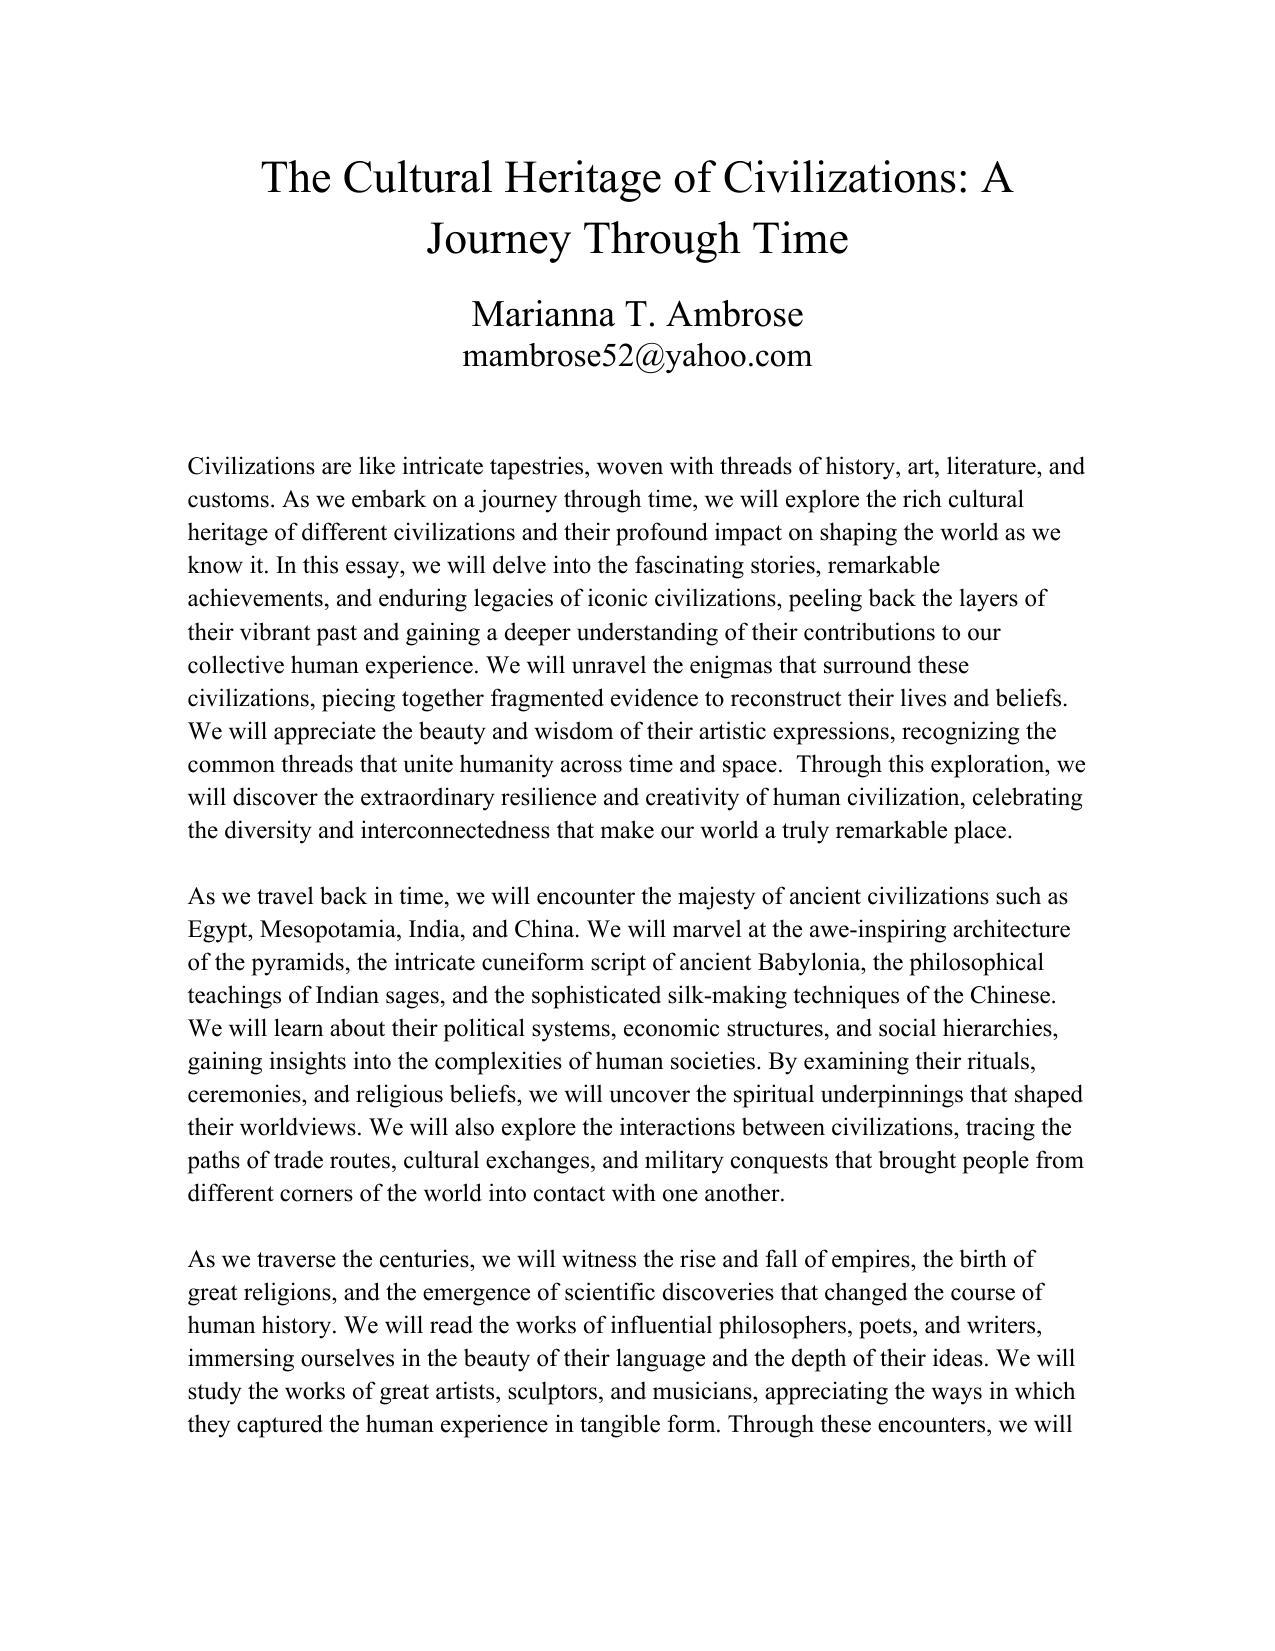 The Cultural Heritage of Civilizations: A
Journey Through Time
Marianna T. Ambrose
mambrose52@yahoo.com
Civilizations are like intricate tapestries, woven with threads of history, art, literature, and
customs. As we embark on a journey through time, we will explore the rich cultural
heritage of different civilizations and their profound impact on shaping the world as we
know it. In this essay, we will delve into the fascinating stories, remarkable
achievements, and enduring legacies of iconic civilizations, peeling back the layers of
their vibrant past and gaining a deeper understanding of their contributions to our
collective human experience. We will unravel the enigmas that surround these
civilizations, piecing together fragmented evidence to reconstruct their lives and beliefs.
We will appreciate the beauty and wisdom of their artistic expressions, recognizing the
common threads that unite humanity across time and space.  Through this exploration, we
will discover the extraordinary resilience and creativity of human civilization, celebrating
the diversity and interconnectedness that make our world a truly remarkable place.
As we travel back in time, we will encounter the majesty of ancient civilizations such as
Egypt, Mesopotamia, India, and China. We will marvel at the awe-inspiring architecture
of the pyramids, the intricate cuneiform script of ancient Babylonia, the philosophical
teachings of Indian sages, and the sophisticated silk-making techniques of the Chinese.
We will learn about their political systems, economic structures, and social hierarchies,
gaining insights into the complexities of human societies. By examining their rituals,
ceremonies, and religious beliefs, we will uncover the spiritual underpinnings that shaped
their worldviews. We will also explore the interactions between civilizations, tracing the
paths of trade routes, cultural exchanges, and military conquests that brought people from
different corners of the world into contact with one another.
As we traverse the centuries, we will witness the rise and fall of empires, the birth of
great religions, and the emergence of scientific discoveries that changed the course of
human history. We will read the works of influential philosophers, poets, and writers,
immersing ourselves in the beauty of their language and the depth of their ideas. We will
study the works of great artists, sculptors, and musicians, appreciating the ways in which
they captured the human experience in tangible form. Through these encounters, we will